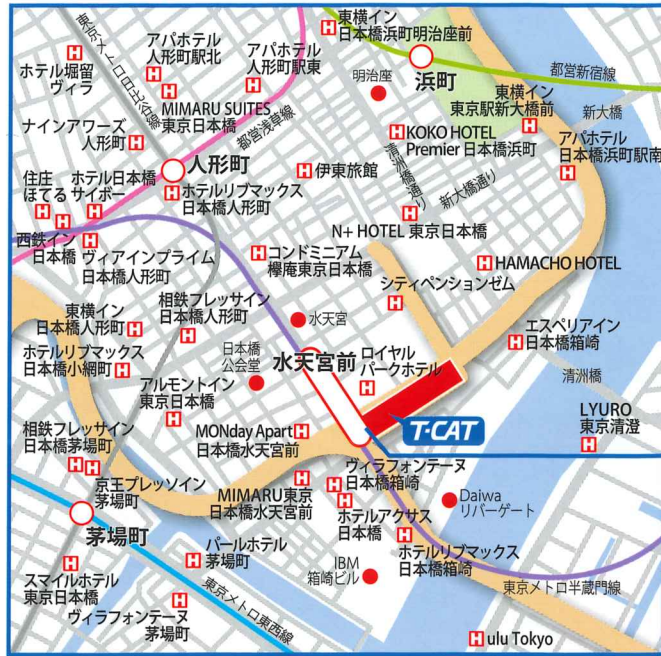 東京メトロ日比谷線
東横イン
日本橋浜町明治座前
アパホテル
人形町駅北
アパホテル
人形町駅東
ホテル堀留
ヴィラ
浜町
都営新宿線
明治座
東横イン
東京駅新大橋前
新大橋
MIMARU SUITES
東京日本橋
都営浅草線
ナインアワーズ
人形町
KOKO HOTEL
Premier 日本橋浜町
アパホテル
日本橋浜町駅南
人形町
伊東旅館
清洲橋通り
新大橋通り
住庄
ほてる
ホテル日本橋
サイボー
ホテルリブマックス
日本橋人形町
N+ HOTEL 東京日本橋
西鉄イン
日本橋
ヴィアインプライム
日本橋人形町
コンドミニアム
欅庵東京日本橋
HAMACHO HOTEL
シティペンションゼム
東横イン
日本橋人形町
相鉄フレッサイン
日本橋人形町
水天宮
エスペリアイン
日本橋箱崎
ホテルリブマックス
日本橋小網町
日本橋
公会堂
水天宮前
ロイヤル
パークホテル
清洲橋
アルモントイン
東京日本橋
T·CAT
LYURO
東京清澄
相鉄フレッサイン
日本橋茅場町
MONday Apart
日本橋水天宮前
京王プレッソイン
茅場町
MIMARU東京
日本橋水天宮前
ヴィラフォンテーヌ
日本橋箱崎
Daiwa
リバーゲート
茅場町
ホテルアクサス
日本橋
パールホテル
茅場町
IBM
箱崎ビル
ホテルリブマックス
日本橋箱崎
スマイルホテル
東京日本橋
東京メトロ東西線
東京メトロ半蔵門線
ヴィラフォンテーヌ
茅場町
ulu Tokyo